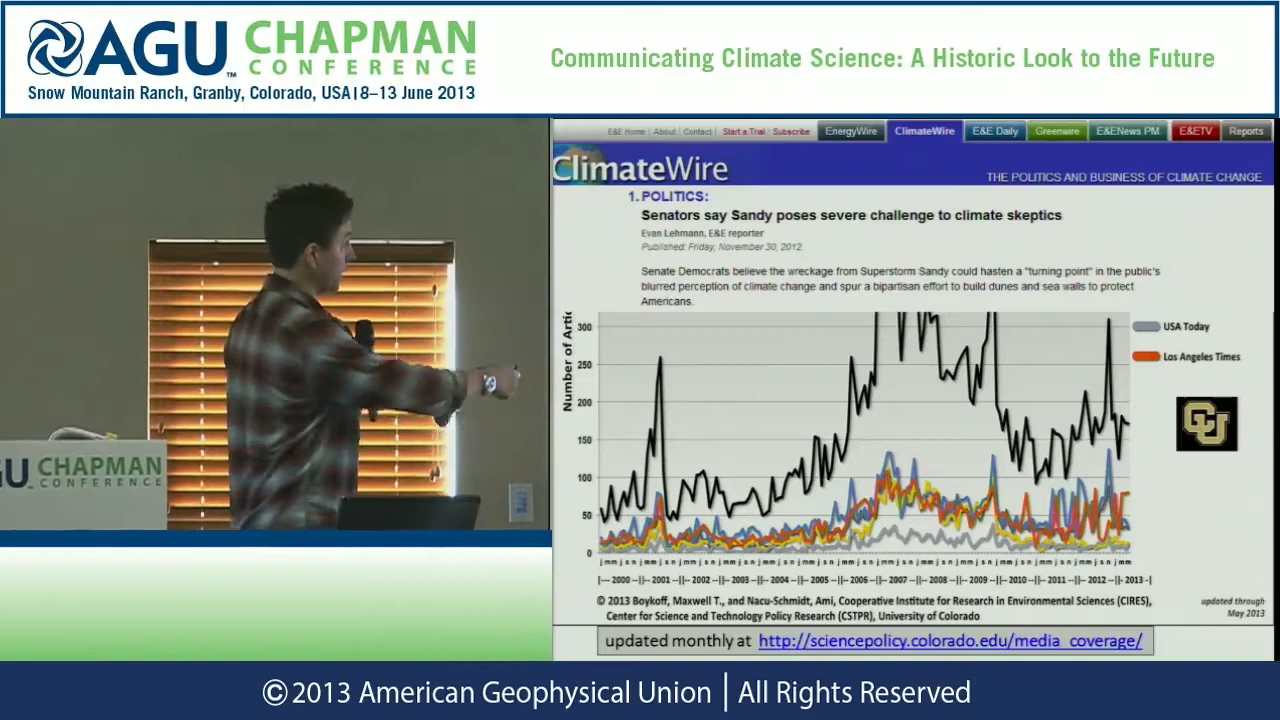 AGU CHAPMAN
CONFERENCE
™
Snow Mountain Ranch, Granby, Colorado, USA|8–13 June 2013
Communicating Climate Science: A Historic Look to the Future
E&E Home | About | Contact | Start a Trial | Subscribe
EnergyWire ClimateWire E&E Daily Greenwire E&ENews PM E&ETV Reports
ClimateWire
THE POLITICS AND BUSINESS OF CLIMATE CHANGE
1. POLITICS:
Senators say Sandy poses severe challenge to climate skeptics
Evan Lehmann, E&E reporter
Published: Friday, November 30, 2012
Senate Democrats believe the wreckage from Superstorm Sandy could hasten a "turning point" in the public's
blurred perception of climate change and spur a bipartisan effort to build dunes and sea walls to protect
Americans.
Number of Artic
300
250
200
150
100
50
0
USA Today
Los Angeles Times
CU
|--- 2000 --||-- 2001 --||-- 2002 --||-- 2003 --||-- 2004 --||-- 2005 --||-- 2006 --||-- 2007 --||-- 2008 --||-- 2009 --||-- 2010 --||--- 2011 --||-- 2012 --||-- 2013 -|
© 2013 Boykoff, Maxwell T., and Nacu-Schmidt, Ami, Cooperative Institute for Research in Environmental Sciences (CIRES),
Center for Science and Technology Policy Research (CSTPR), University of Colorado
updated through
May 2013
updated monthly at http://sciencepolicy.colorado.edu/media_coverage/
GU CHAPMAN
CONFERENCE
©2013 American Geophysical Union | All Rights Reserved